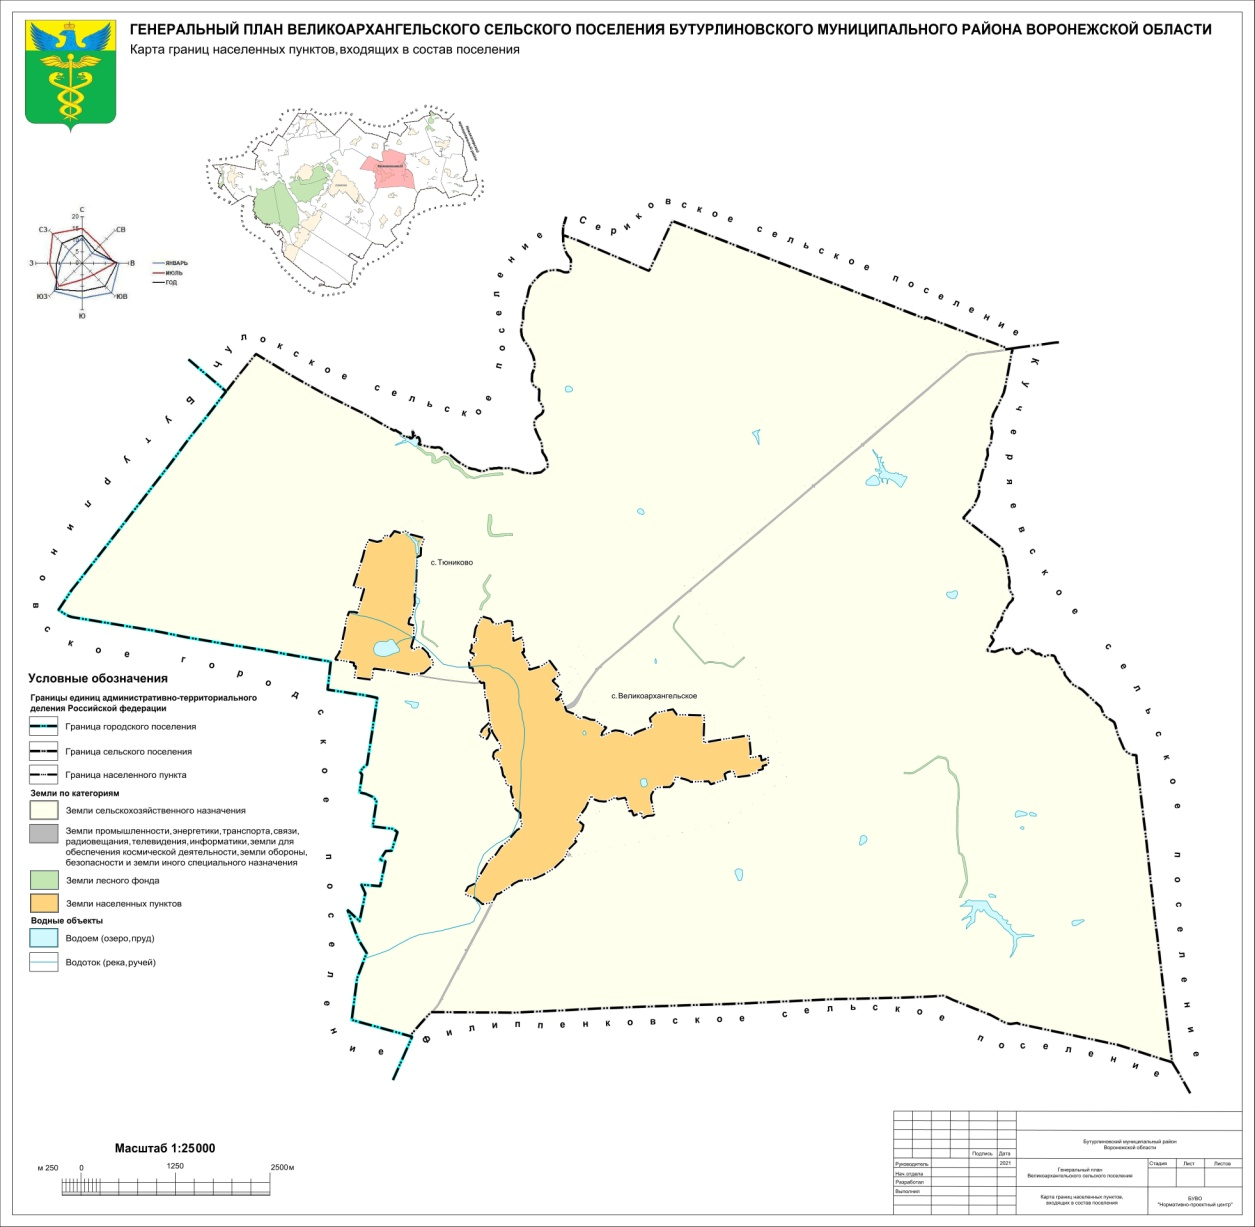 ГЕНЕРАЛЬНЫЙ ПЛАН ВЕЛИКОАРХАНГЕЛЬСКОГО СЕЛЬСКОГО ПОСЕЛЕНИЯ БУТУРЛИНОВСКОГО МУНИЦИПАЛЬНОГО РАЙОНА ВОРОНЕЖСКОЙ ОБЛАСТИ
Карта границ населенных пунктов, входящих в состав поселения
С
20
СЗ
СВ
З
В
ЮЗ
ЮВ
Ю
ЯНВАРЬ
ИЮЛЬ
ГОД
Сериковское сельское поселение
Чулокское сельское поселение
Бутурлиновское городское поселение
Кучеряевское сельское поселение
Филиппенковское сельское поселение
с. Тюниково
с. Великоархангельское
Условные обозначения
Границы единиц административно-территориального
деления Российской федерации
Граница городского поселения
Граница сельского поселения
Граница населенного пункта
Земли по категориям
Земли сельскохозяйственного назначения
Земли промышленности, энергетики, транспорта, связи,
радиовещания, телевидения, информатики, земли для
обеспечения космической деятельности, земли обороны,
безопасности и земли иного специального назначения
Земли лесного фонда
Земли населенных пунктов
Водные объекты
Водоем (озеро, пруд)
Водоток (река, ручей)
Масштаб 1:25000
м 250 0 1250 2500м
Бутурлиновский муниципальный район
Воронежской области
Подпись Дата
Руководитель 2021
Нач. отдела
Разработал
Выполнил
Генеральный план
Великоархангельского сельского поселения
Стадия Лист Листов
Карта границ населенных пунктов,
входящих в состав поселения
БУВО
"Нормативно-проектный центр"